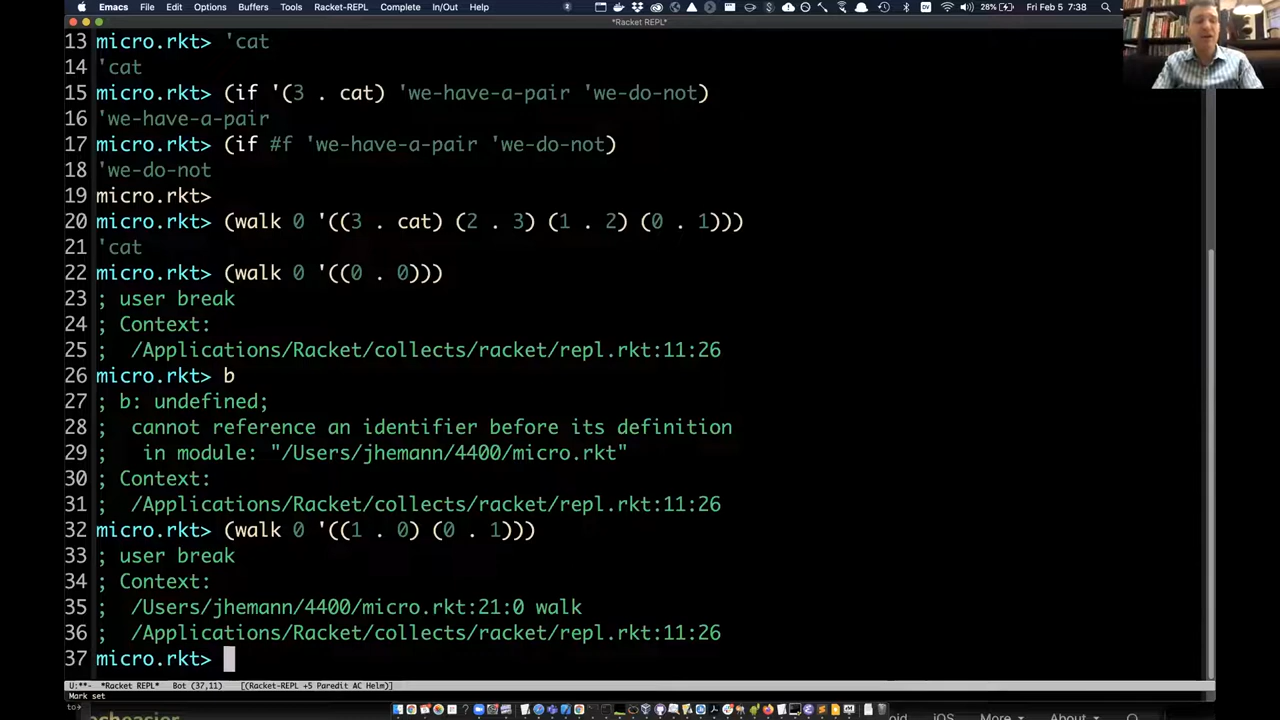 Emacs File Edit Options Buffers Tools Racket-REPL Complete In/Out Help 28% Fri Feb 5 7:38
*Racket REPL*
13 micro.rkt> 'cat
14 'cat
15 micro.rkt> (if '(3 . cat) 'we-have-a-pair 'we-do-not)
16 'we-have-a-pair
17 micro.rkt> (if #f 'we-have-a-pair 'we-do-not)
18 'we-do-not
19 micro.rkt>
20 micro.rkt> (walk 0 '((3 . cat) (2 . 3) (1 . 2) (0 . 1)))
21 'cat
22 micro.rkt> (walk 0 '((0 . 0)))
23 ; user break
24 ; Context:
25 ;  /Applications/Racket/collects/racket/repl.rkt:11:26
26 micro.rkt> b
27 ; b: undefined;
28 ;  cannot reference an identifier before its definition
29 ;   in module: "/Users/jhemann/4400/micro.rkt"
30 ; Context:
31 ;  /Applications/Racket/collects/racket/repl.rkt:11:26
32 micro.rkt> (walk 0 '((1 . 0) (0 . 1)))
33 ; user break
34 ; Context:
35 ;  /Users/jhemann/4400/micro.rkt:21:0 walk
36 ;  /Applications/Racket/collects/racket/repl.rkt:11:26
37 micro.rkt>
U:**- *Racket REPL* Bot (37,11) [(Racket-REPL +5 Paredit AC Helm)]
Mark set